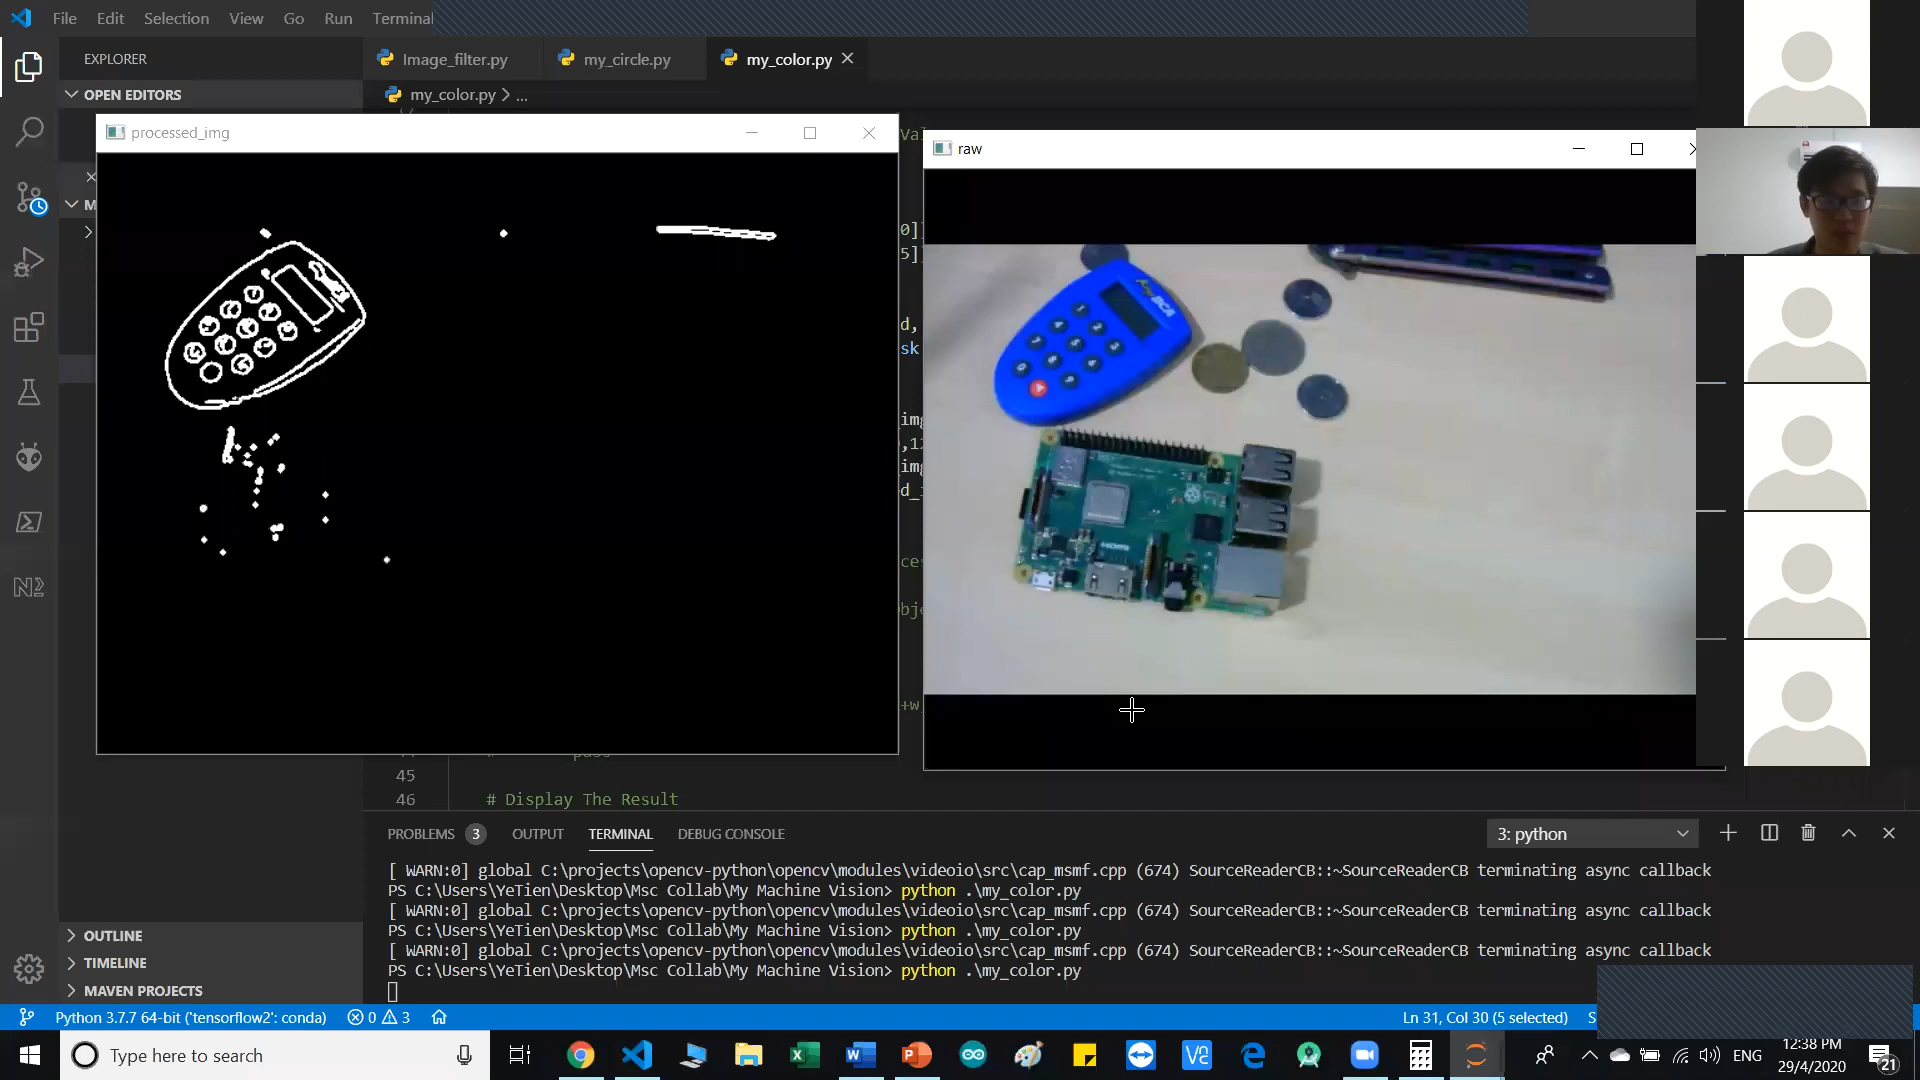 File Edit Selection View Go Run Terminal
EXPLORER
Image_filter.py
my_circle.py
my_color.py
OPEN EDITORS
my_color.py > ...
processed_img
raw
M
0]]
5]]
d,
sk
BCA
45
46 # Display The Result
PROBLEMS 3 OUTPUT TERMINAL DEBUG CONSOLE
3: python
[ WARN:0] global C:\projects\opencv-python\opencv\modules\videoio\src\cap_msmf.cpp (674) SourceReaderCB::~SourceReaderCB terminating async callback
PS C:\Users\YeTien\Desktop\Msc Collab\My Machine Vision> python .\my_color.py
[ WARN:0] global C:\projects\opencv-python\opencv\modules\videoio\src\cap_msmf.cpp (674) SourceReaderCB::~SourceReaderCB terminating async callback
PS C:\Users\YeTien\Desktop\Msc Collab\My Machine Vision> python .\my_color.py
[ WARN:0] global C:\projects\opencv-python\opencv\modules\videoio\src\cap_msmf.cpp (674) SourceReaderCB::~SourceReaderCB terminating async callback
PS C:\Users\YeTien\Desktop\Msc Collab\My Machine Vision> python .\my_color.py
OUTLINE
TIMELINE
MAVEN PROJECTS
Python 3.7.7 64-bit ('tensorflow2': conda) 0 3
Ln 31, Col 30 (5 selected) S
Type here to search
ENG
12:38 PM
29/4/2020
21